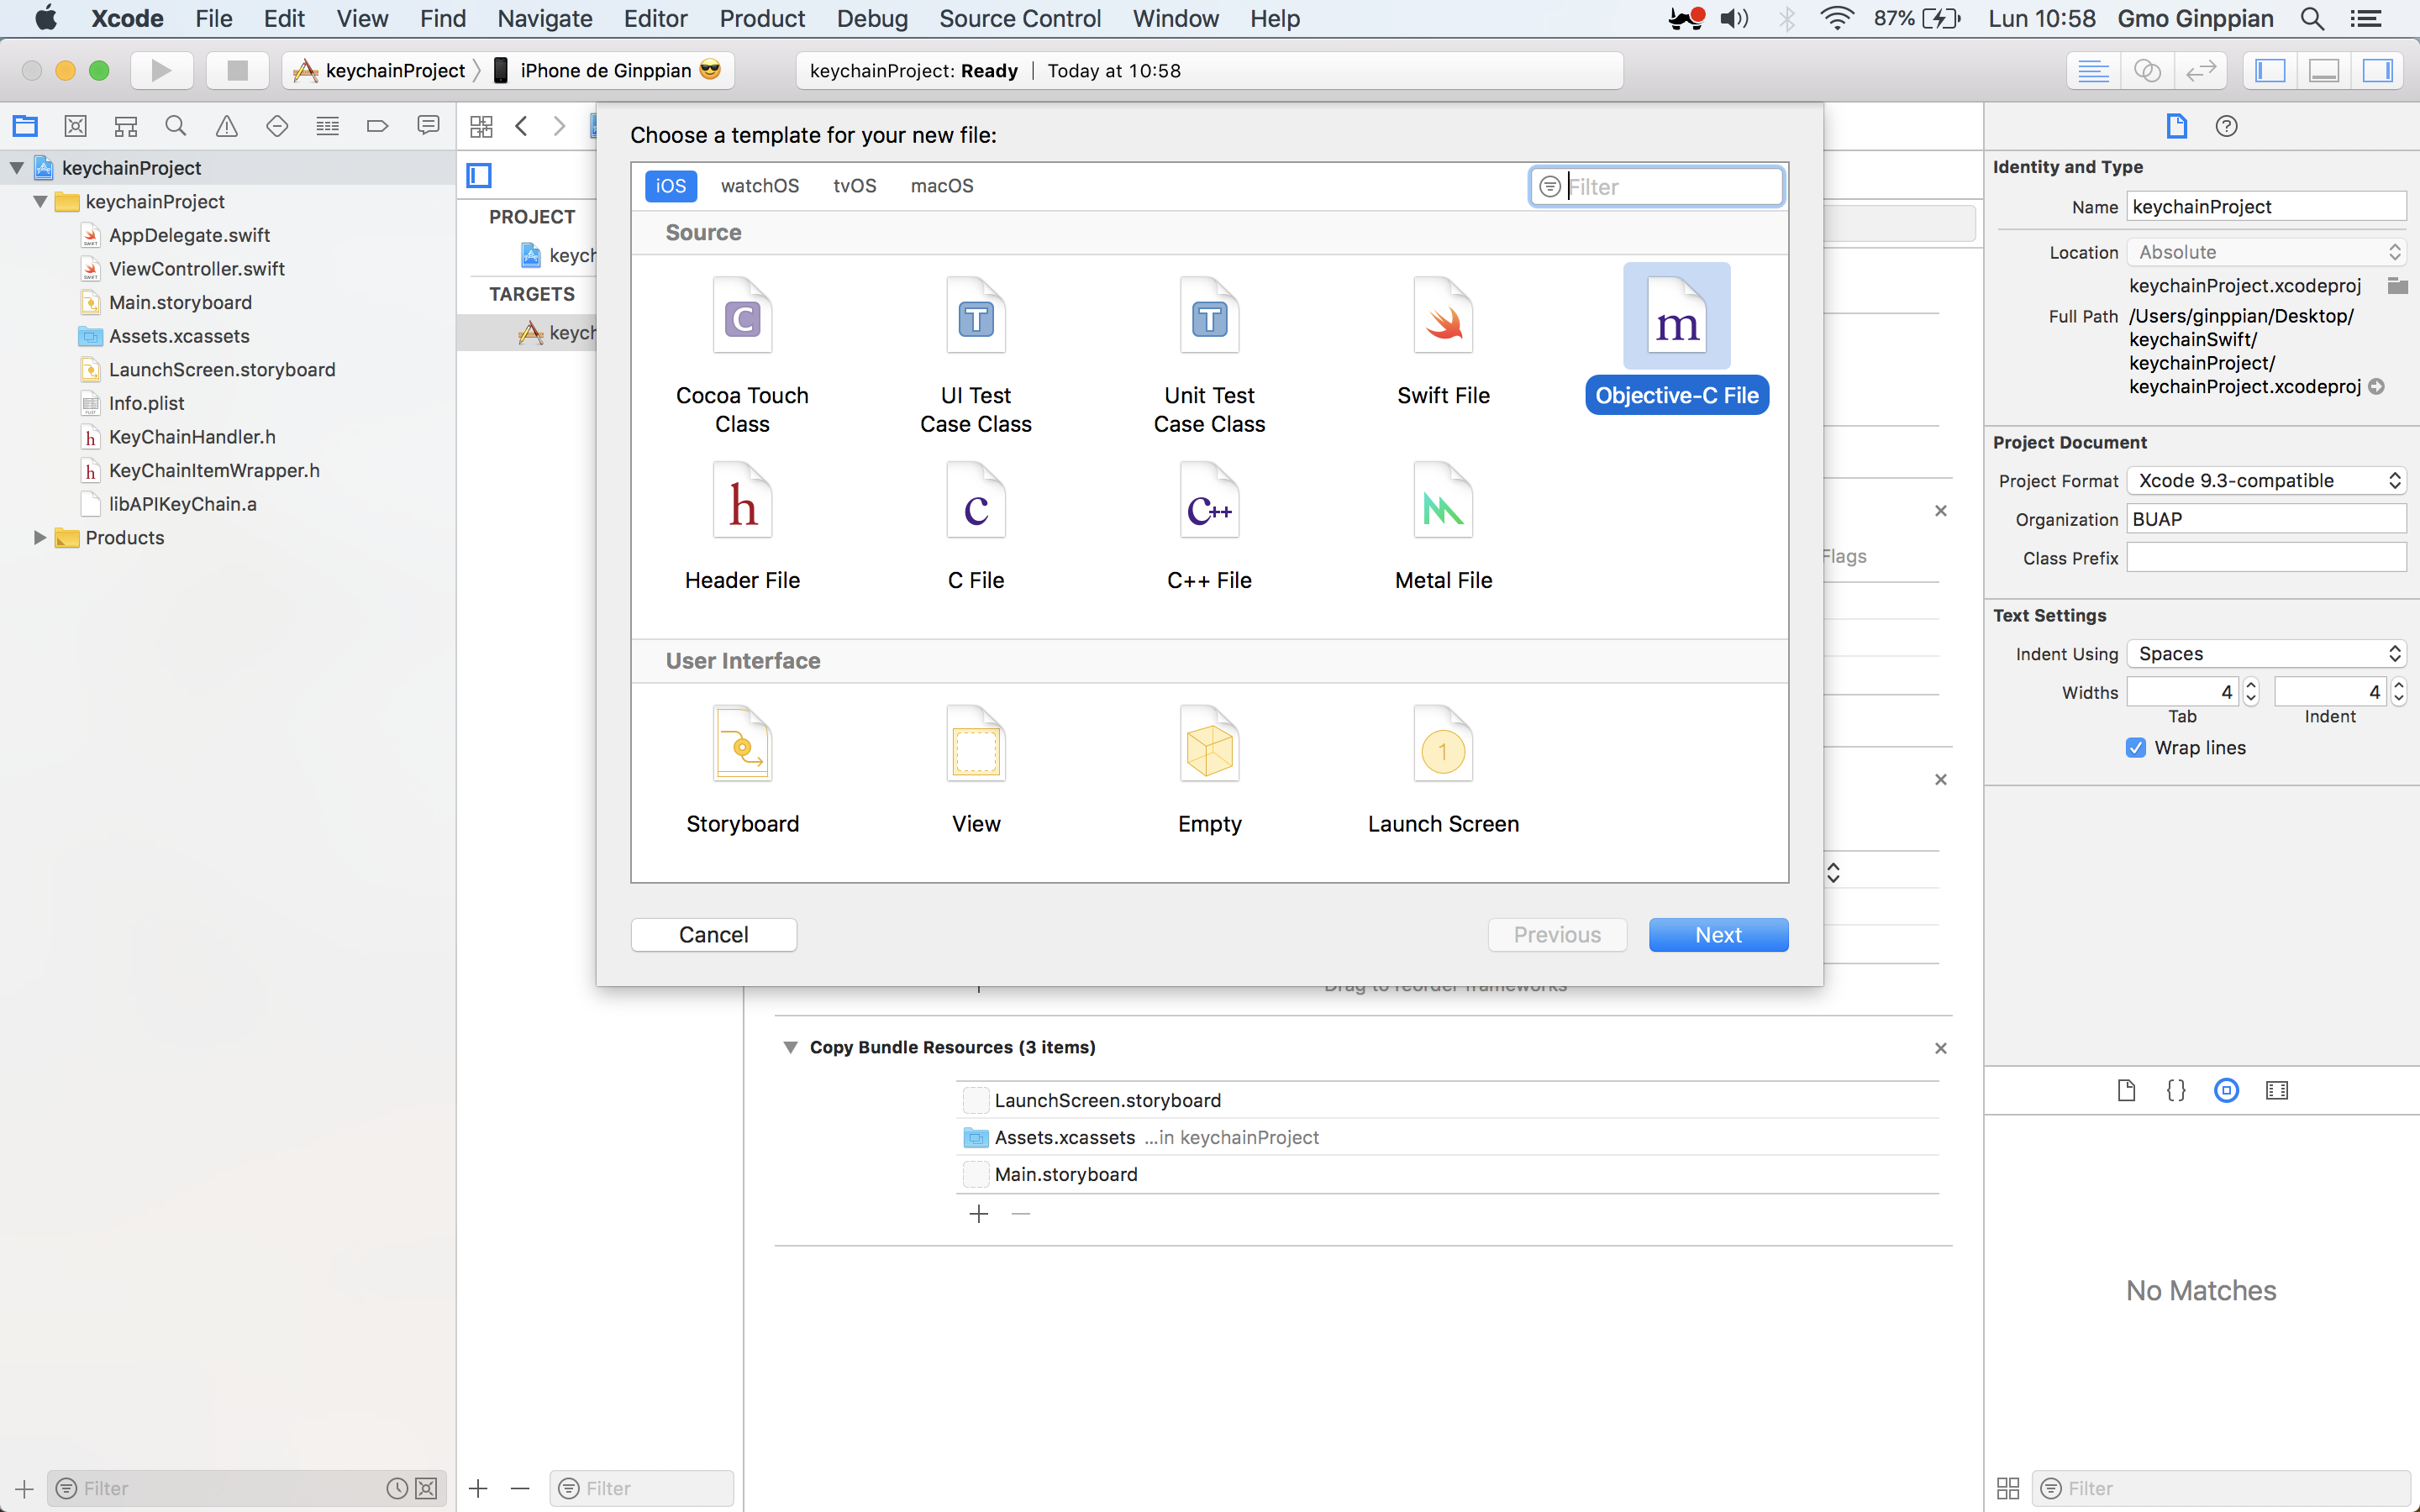 Xcode File Edit View Find Navigate Editor Product Debug Source Control Window Help 87% Lun 10:58 Gmo Ginppian
keychainProject iPhone de Ginppian keychainProject: Ready Today at 10:58
keychainProject
keychainProject
AppDelegate.swift
ViewController.swift
Main.storyboard
Assets.xcassets
LaunchScreen.storyboard
Info.plist
h KeyChainHandler.h
h KeyChainItemWrapper.h
libAPIKeyChain.a
Products
Filter
PROJECT
keych
TARGETS
keych
Filter
Choose a template for your new file:
iOS watchOS tvOS macOS Filter
Source
C T T m
Cocoa Touch Class
UI Test Case Class
Unit Test Case Class
Swift File
Objective-C File
h c C++
Header File
C File
C++ File
Metal File
User Interface
1
Storyboard
View
Empty
Launch Screen
Cancel Previous Next
Flags
Drag to reorder frameworks
Copy Bundle Resources (3 items)
LaunchScreen.storyboard
Assets.xcassets ...in keychainProject
Main.storyboard
Identity and Type
Name keychainProject
Location Absolute
keychainProject.xcodeproj
Full Path /Users/ginppian/Desktop/
keychainSwift/
keychainProject/
keychainProject.xcodeproj
Project Document
Project Format Xcode 9.3-compatible
Organization BUAP
Class Prefix
Text Settings
Indent Using Spaces
Widths 4 4
Tab Indent
Wrap lines
No Matches
Filter